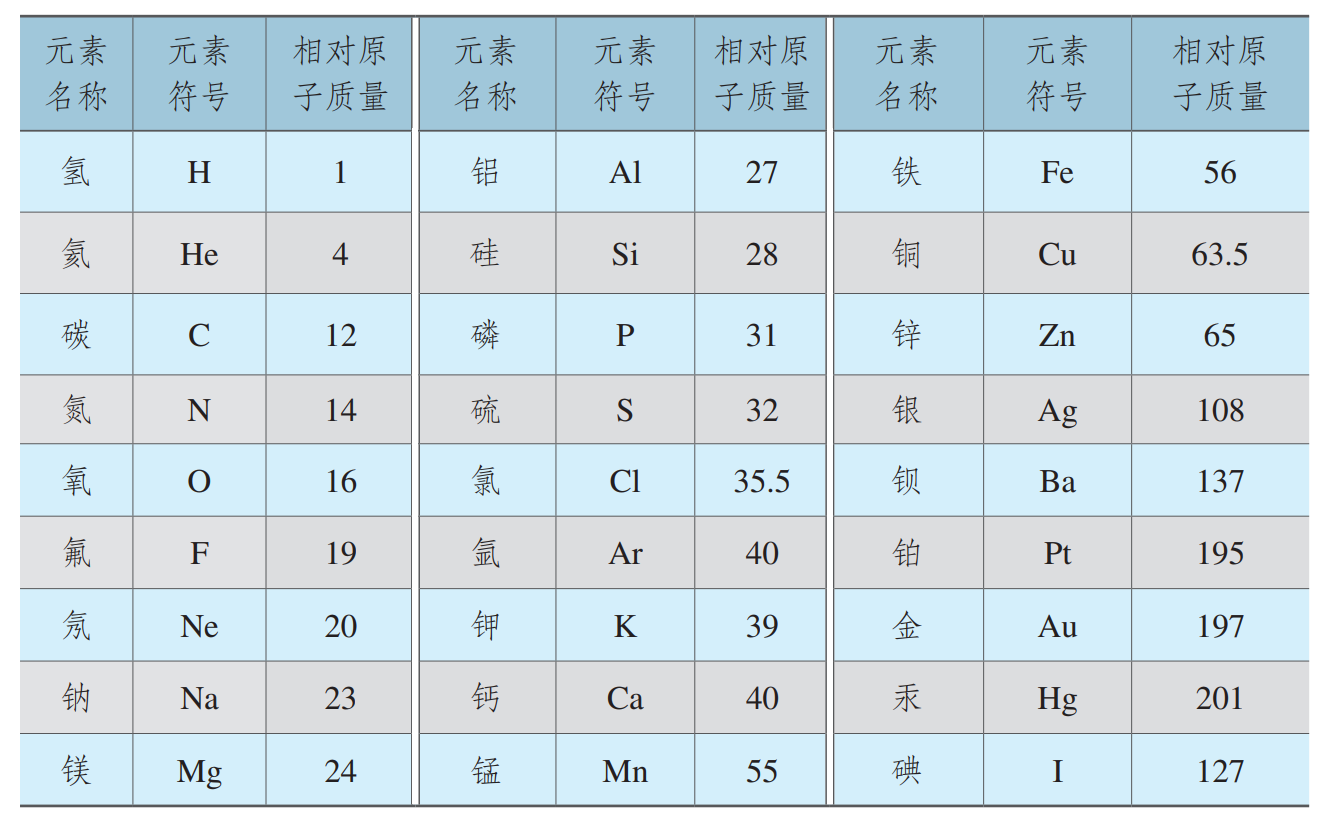 元素 元素 相对原 元素 元素 相对原 元素 元素 相对原
名称 符号 子质量 名称 符号 子质量 名称 符号 子质量
氢 H 1 铝 Al 27 铁 Fe 56
氦 He 4 硅 Si 28 铜 Cu 63.5
碳 C 12 磷 P 31 锌 Zn 65
氮 N 14 硫 S 32 银 Ag 108
氧 O 16 氯 Cl 35.5 钡 Ba 137
氟 F 19 氩 Ar 40 铂 Pt 195
氖 Ne 20 钾 K 39 金 Au 197
钠 Na 23 钙 Ca 40 汞 Hg 201
镁 Mg 24 锰 Mn 55 碘 I 127